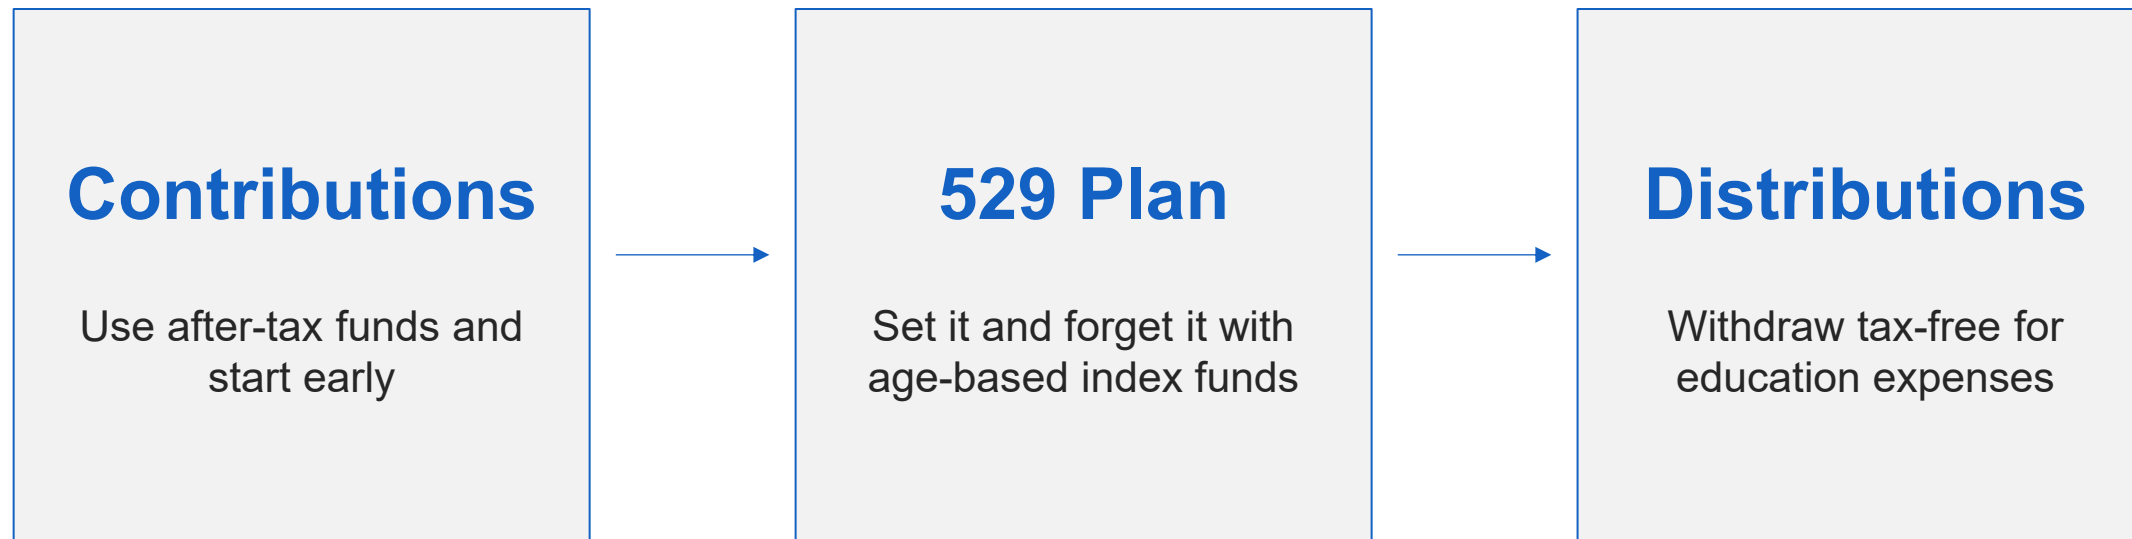 Contributions
Use after-tax funds and
start early
529 Plan
Set it and forget it with
age-based index funds
Distributions
Withdraw tax-free for
education expenses